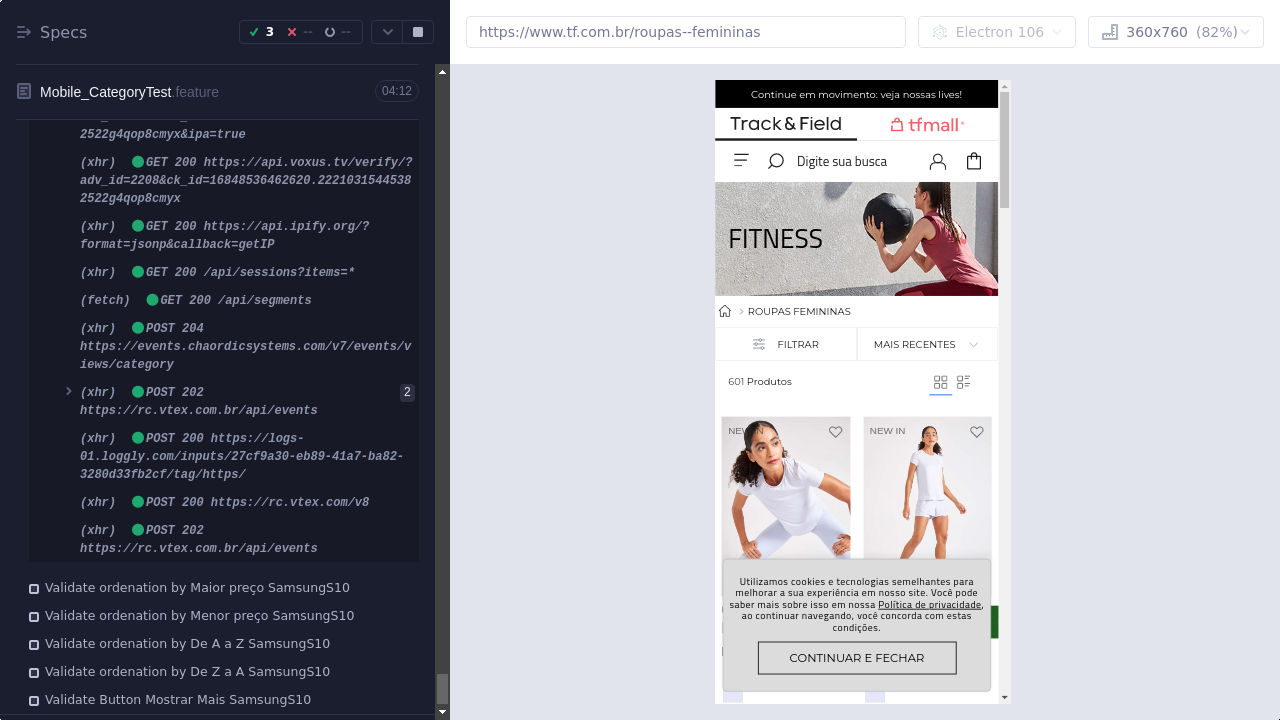 Specs
3
--
--
https://www.tf.com.br/roupas--femininas
Electron 106
360x760 (82%)
Mobile_CategoryTest.feature
04:12
2522g4qop8cmyx&ipa=true
(xhr) GET 200 https://api.voxus.tv/verify/?
adv_id=2208&ck_id=16848536462620.2221031544538
2522g4qop8cmyx
(xhr) GET 200 https://api.ipify.org/?
format=jsonp&callback=getIP
(xhr) GET 200 /api/sessions?items=*
(fetch) GET 200 /api/segments
(xhr) POST 204
https://events.chaordicsystems.com/v7/events/v
iews/category
(xhr) POST 202
2
https://rc.vtex.com.br/api/events
(xhr) POST 200 https://logs-
01.loggly.com/inputs/27cf9a30-eb89-41a7-ba82-
3280d33fb2cf/tag/https/
(xhr) POST 200 https://rc.vtex.com/v8
(xhr) POST 202
https://rc.vtex.com.br/api/events
Validate ordenation by Maior preço SamsungS10
Validate ordenation by Menor preço SamsungS10
Validate ordenation by De A a Z SamsungS10
Validate ordenation by De Z a A SamsungS10
Validate Button Mostrar Mais SamsungS10
Continue em movimento: veja nossas lives!
Track&Field
tfmall
Digite sua busca
FITNESS
ROUPAS FEMININAS
FILTRAR
MAIS RECENTES
601 Produtos
NEW IN
NEW IN
Utilizamos cookies e tecnologias semelhantes para
melhorar a sua experiência em nosso site. Você pode
saber mais sobre isso em nossa Política de privacidade,
ao continuar navegando, você concorda com estas
condições.
CONTINUAR E FECHAR